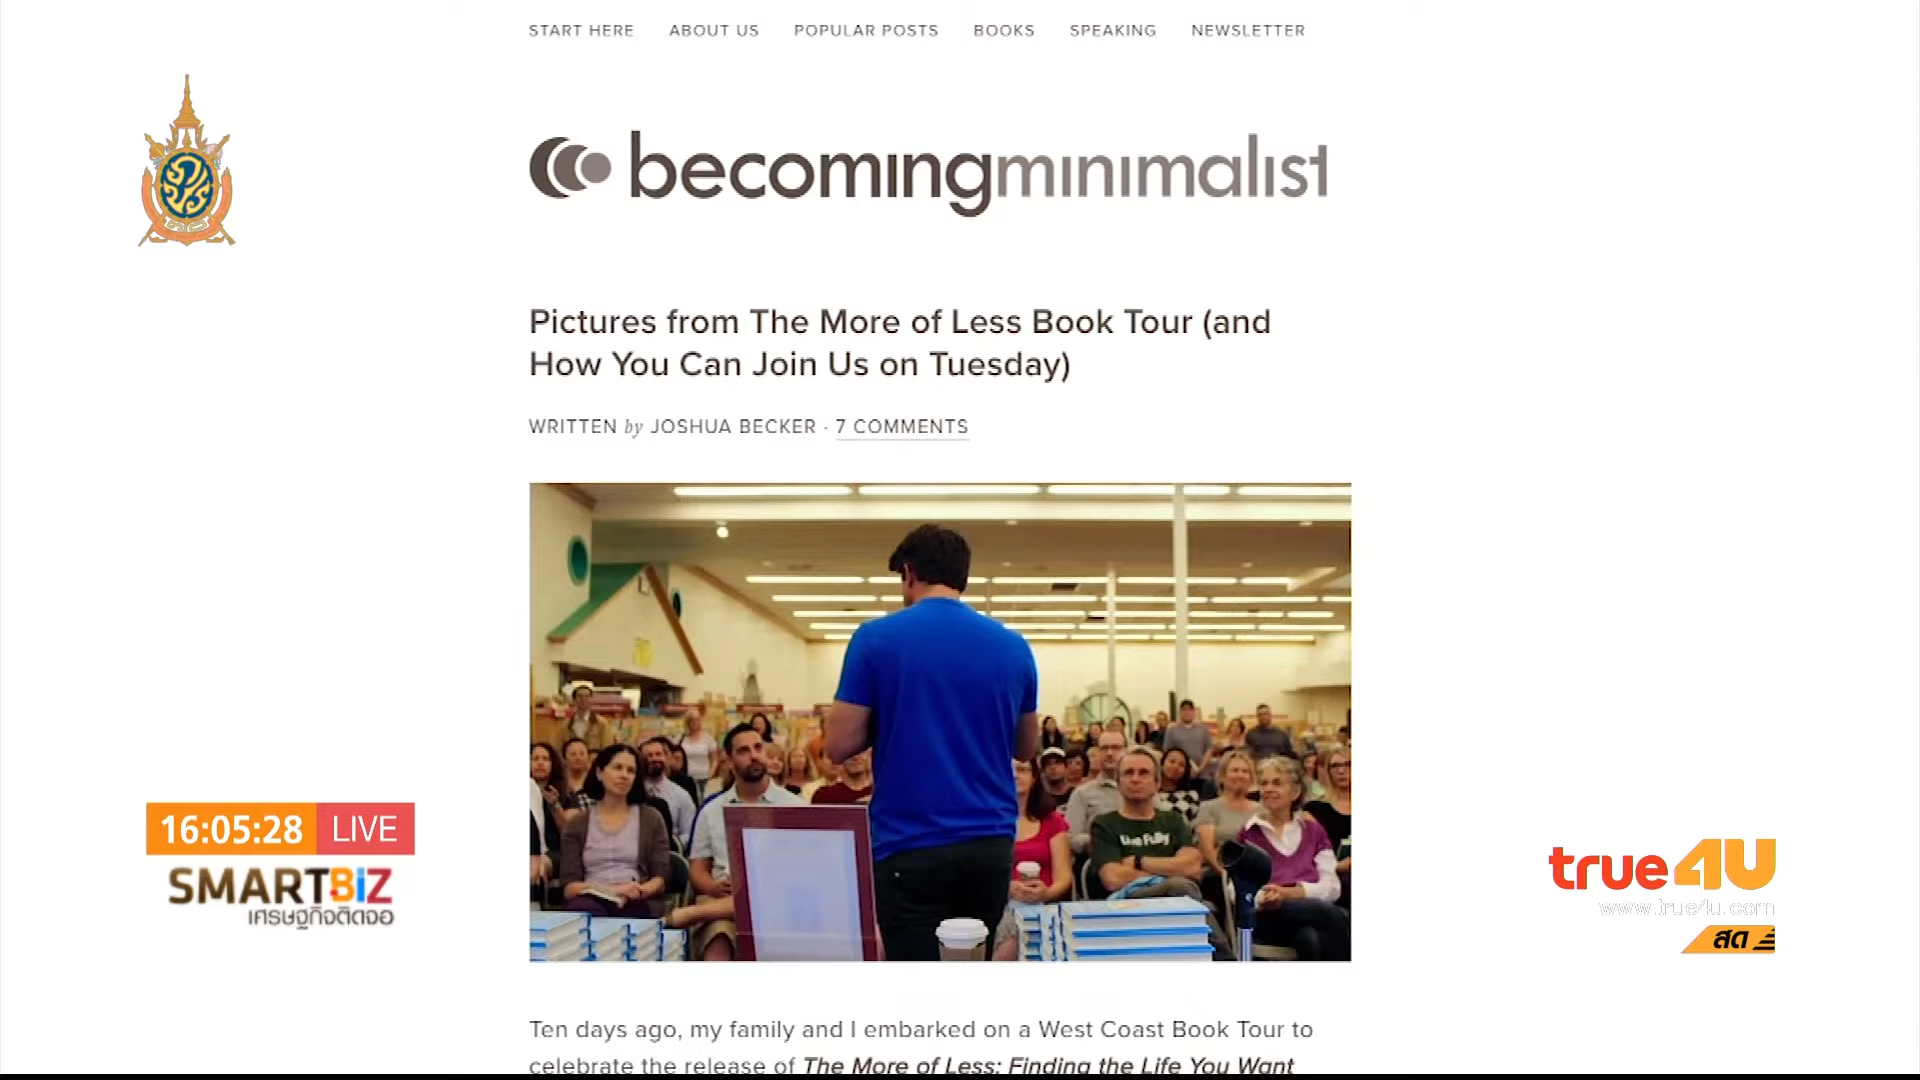 START HERE ABOUT US POPULAR POSTS BOOKS SPEAKING NEWSLETTER
becomingminimalist
Pictures from The More of Less Book Tour (and
How You Can Join Us on Tuesday)
WRITTEN by JOSHUA BECKER · 7 COMMENTS
Live Fully
16:05:28 LIVE
SMARTBiZ
เศรษฐกิจติดจอ
true4U
www.true4u.com
สด
Ten days ago, my family and I embarked on a West Coast Book Tour to
celebrate the release of The More of Less: Finding the Life You Want